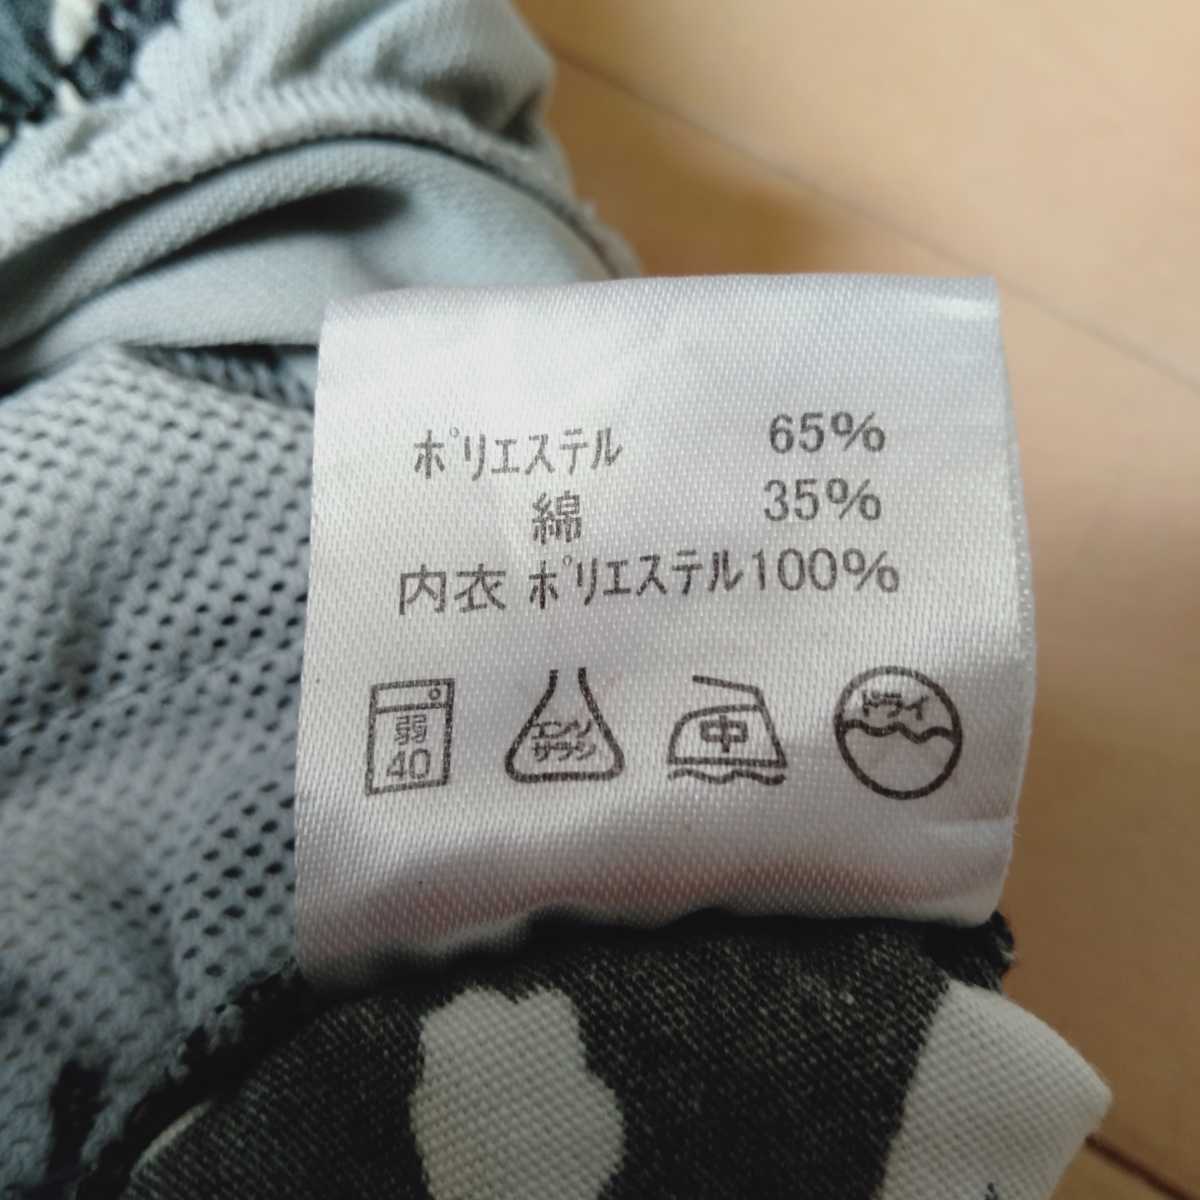 ポリエステル 65%
綿 35%
内衣 ポリエステル100%
弱 40
エンソ サラシ
中
ドライ